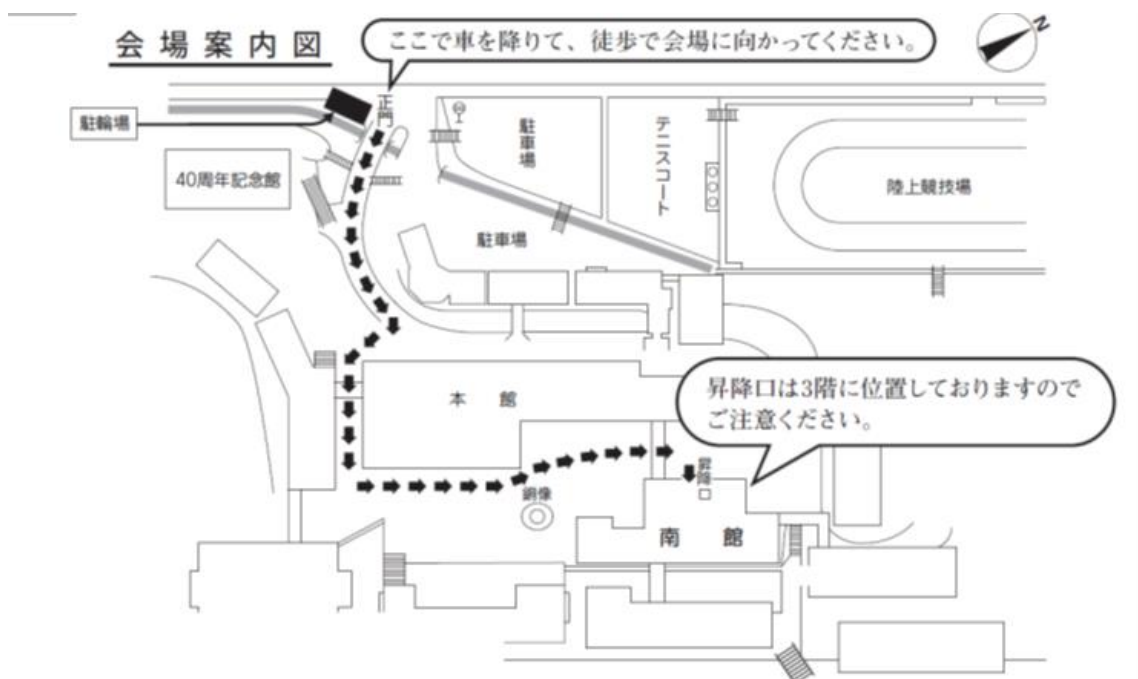 会場案内図
ここで車を降りて、徒歩で会場に向かってください。
N
正門
駐輪場
40周年記念館
駐車場
テニスコート
陸上競技場
駐車場
本館
昇降口は3階に位置しておりますので
ご注意ください。
昇降口
銅像
南館